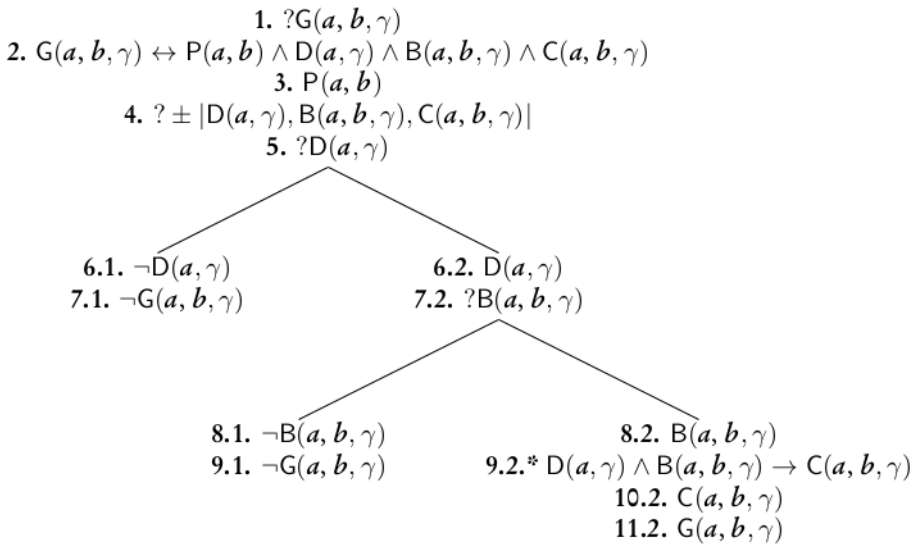 1. ?G(a, b, γ)
2. G(a, b, γ) ↔ P(a, b) ∧ D(a, γ) ∧ B(a, b, γ) ∧ C(a, b, γ)
3. P(a, b)
4. ? ± |D(a, γ), B(a, b, γ), C(a, b, γ)|
5. ?D(a, γ)
6.1. ¬D(a, γ) 6.2. D(a, γ)
7.1. ¬G(a, b, γ) 7.2. ?B(a, b, γ)
8.1. ¬B(a, b, γ) 8.2. B(a, b, γ)
9.1. ¬G(a, b, γ) 9.2.* D(a, γ) ∧ B(a, b, γ) → C(a, b, γ)
10.2. C(a, b, γ)
11.2. G(a, b, γ)